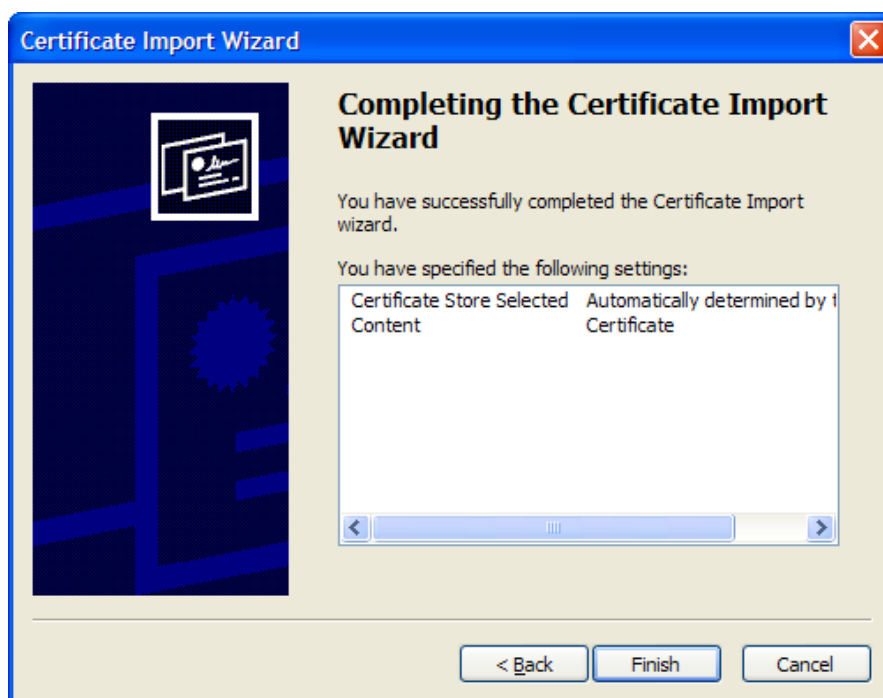 Certificate Import Wizard
Completing the Certificate Import
Wizard
You have successfully completed the Certificate Import
wizard.
You have specified the following settings:
Certificate Store Selected Automatically determined by t
Content Certificate
< Back Finish Cancel